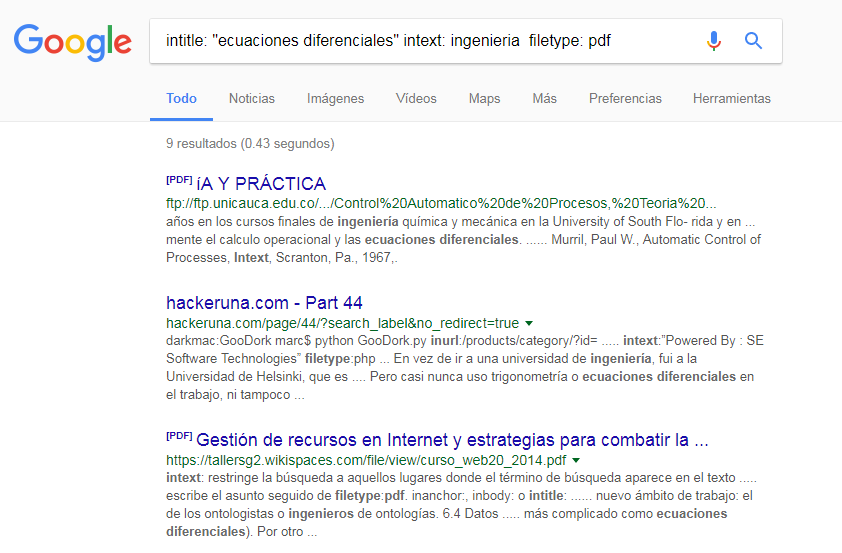 Google
intitle: "ecuaciones diferenciales" intext: ingenieria  filetype: pdf
Todo Noticias Imágenes Vídeos Maps Más Preferencias Herramientas
9 resultados (0.43 segundos)
[PDF] íA Y PRÁCTICA
ftp://ftp.unicauca.edu.co/.../Control%20Automatico%20de%20Procesos,%20Teoria%20...
años en los cursos finales de ingeniería química y mecánica en la University of South Flo- rida y en ...
mente el calculo operacional y las ecuaciones diferenciales. ...... Murril, Paul W., Automatic Control of
Processes, Intext, Scranton, Pa., 1967,.
hackeruna.com - Part 44
hackeruna.com/page/44/?search_label&no_redirect=true
darkmac:GooDork marc$ python GooDork.py inurl:/products/category/?id= ..... intext:"Powered By : SE
Software Technologies” filetype:php ... En vez de ir a una universidad de ingeniería, fui a la
Universidad de Helsinki, que es .... Pero casi nunca uso trigonometría o ecuaciones diferenciales en
el trabajo, ni tampoco ...
[PDF] Gestión de recursos en Internet y estrategias para combatir la ...
https://tallersg2.wikispaces.com/file/view/curso_web20_2014.pdf
intext: restringe la búsqueda a aquellos lugares donde el término de búsqueda aparece en el texto .....
escribe el asunto seguido de filetype:pdf. inanchor:, inbody: o intitle: ...... nuevo ámbito de trabajo: el
de los ontologistas o ingenieros de ontologías. 6.4 Datos ..... más complicado como ecuaciones
diferenciales). Por otro ...